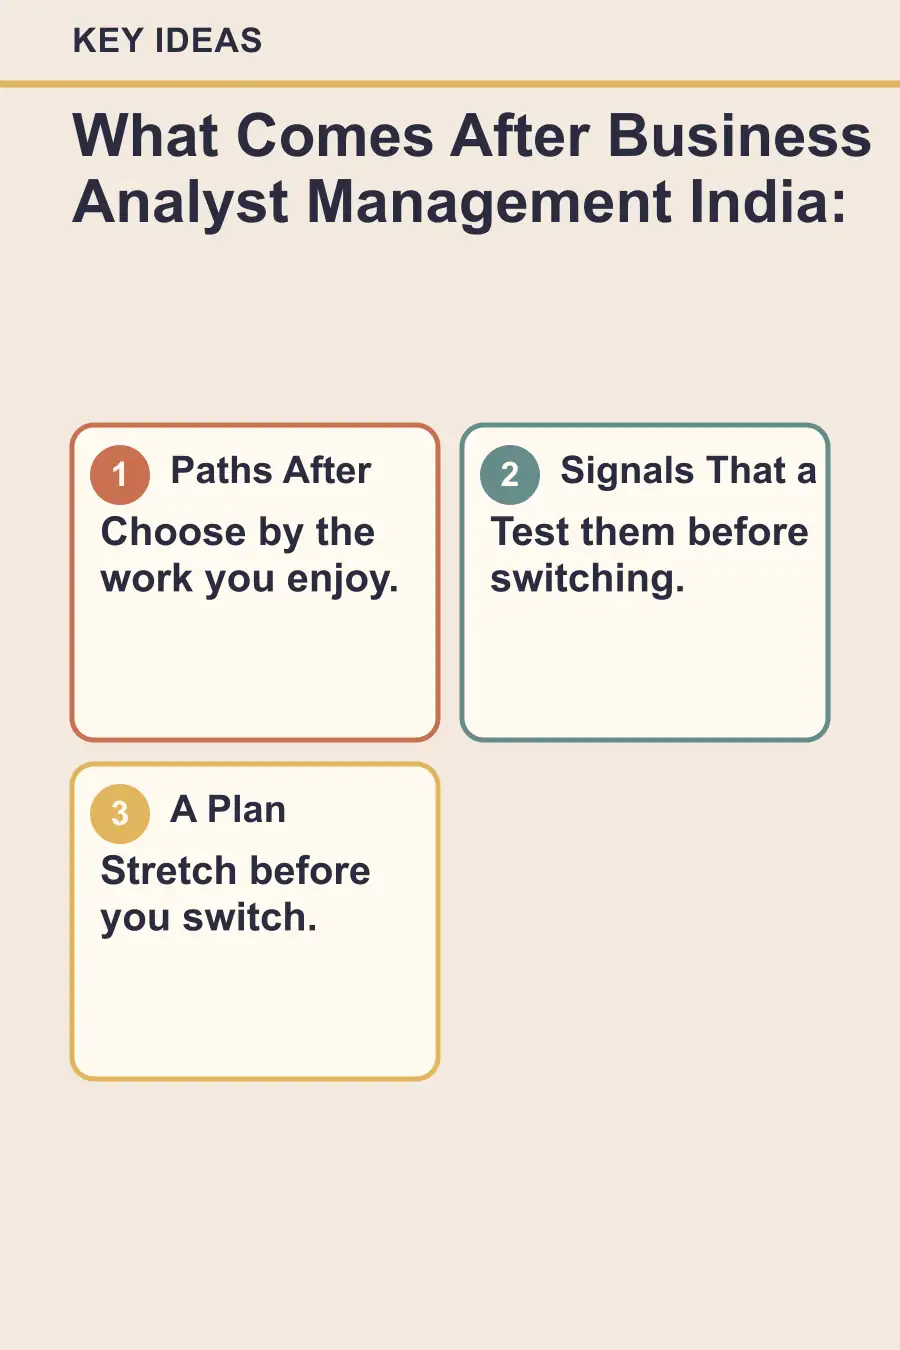 KEY IDEAS
What Comes After Business
Analyst Management India:
1 Paths After
Choose by the
work you enjoy.
2 Signals That a
Test them before
switching.
3 A Plan
Stretch before
you switch.